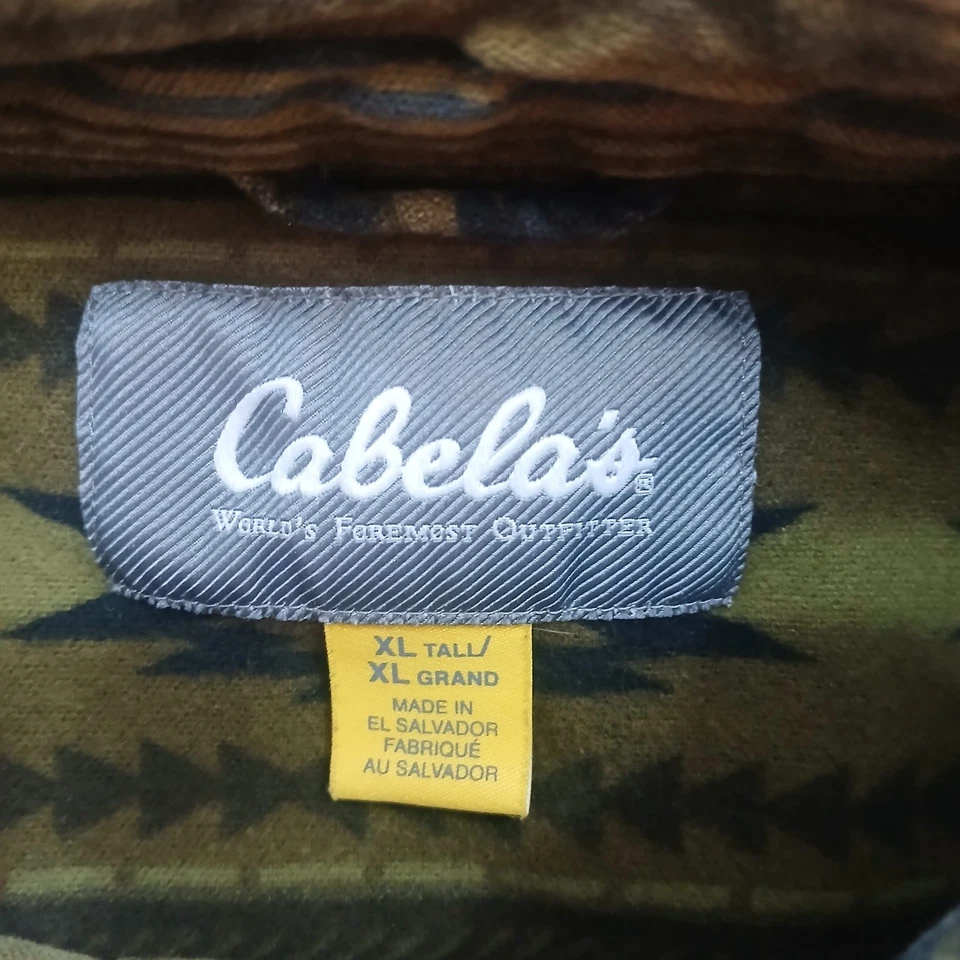 Cabela's®
World's Foremost Outfitter
XL TALL/
XL GRAND
MADE IN
EL SALVADOR
FABRIQUÉ
AU SALVADOR